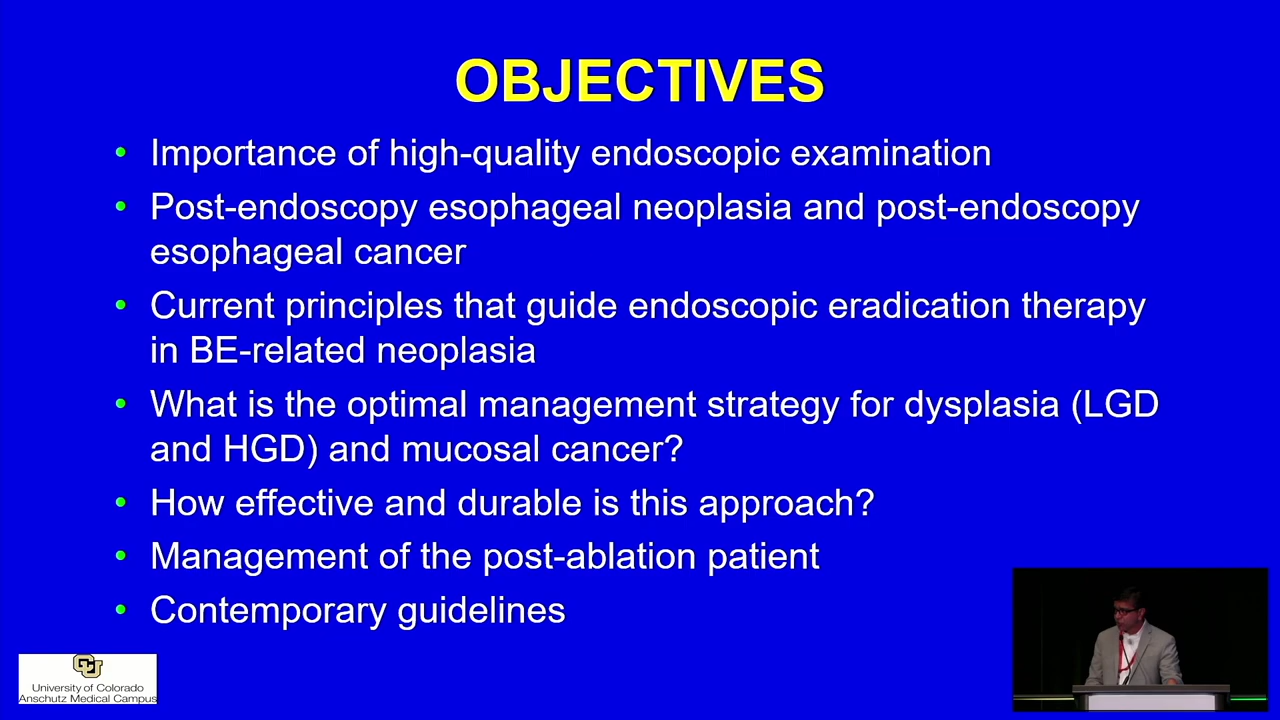 OBJECTIVES
• Importance of high-quality endoscopic examination
• Post-endoscopy esophageal neoplasia and post-endoscopy
esophageal cancer
• Current principles that guide endoscopic eradication therapy
in BE-related neoplasia
• What is the optimal management strategy for dysplasia (LGD
and HGD) and mucosal cancer?
• How effective and durable is this approach?
• Management of the post-ablation patient
• Contemporary guidelines
CU
University of Colorado
Anschutz Medical Campus